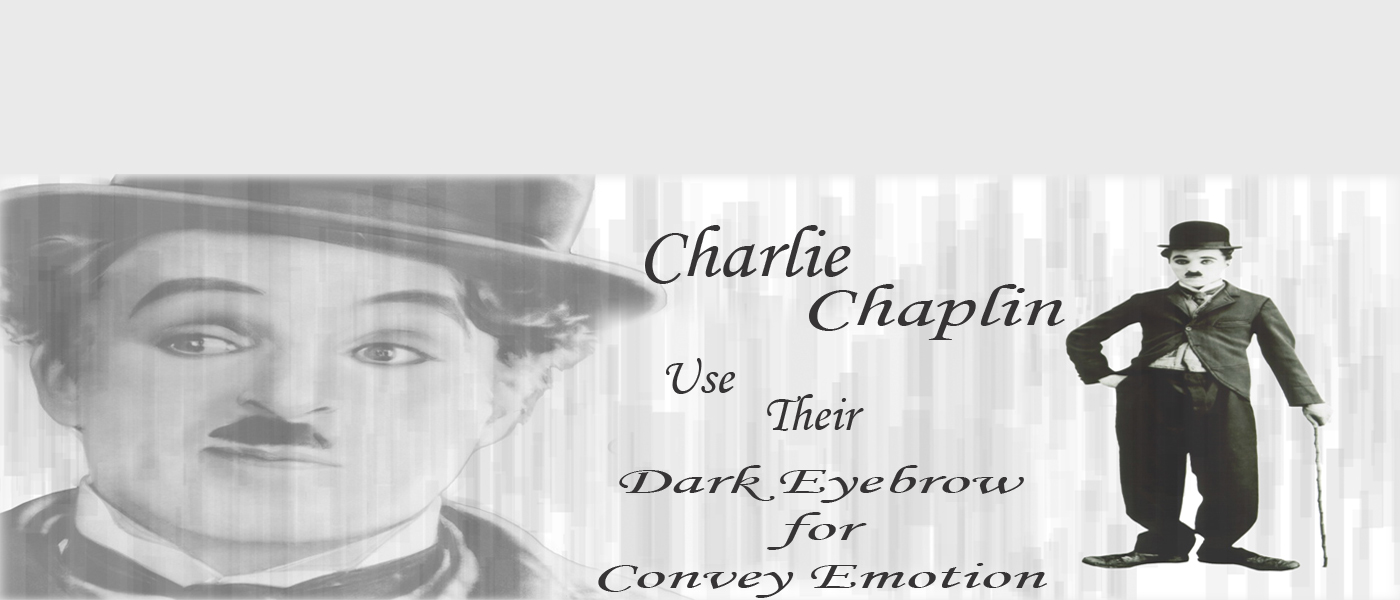 Charlie
Chaplin
Use
Their
Dark Eyebrow
for
Convey Emotion